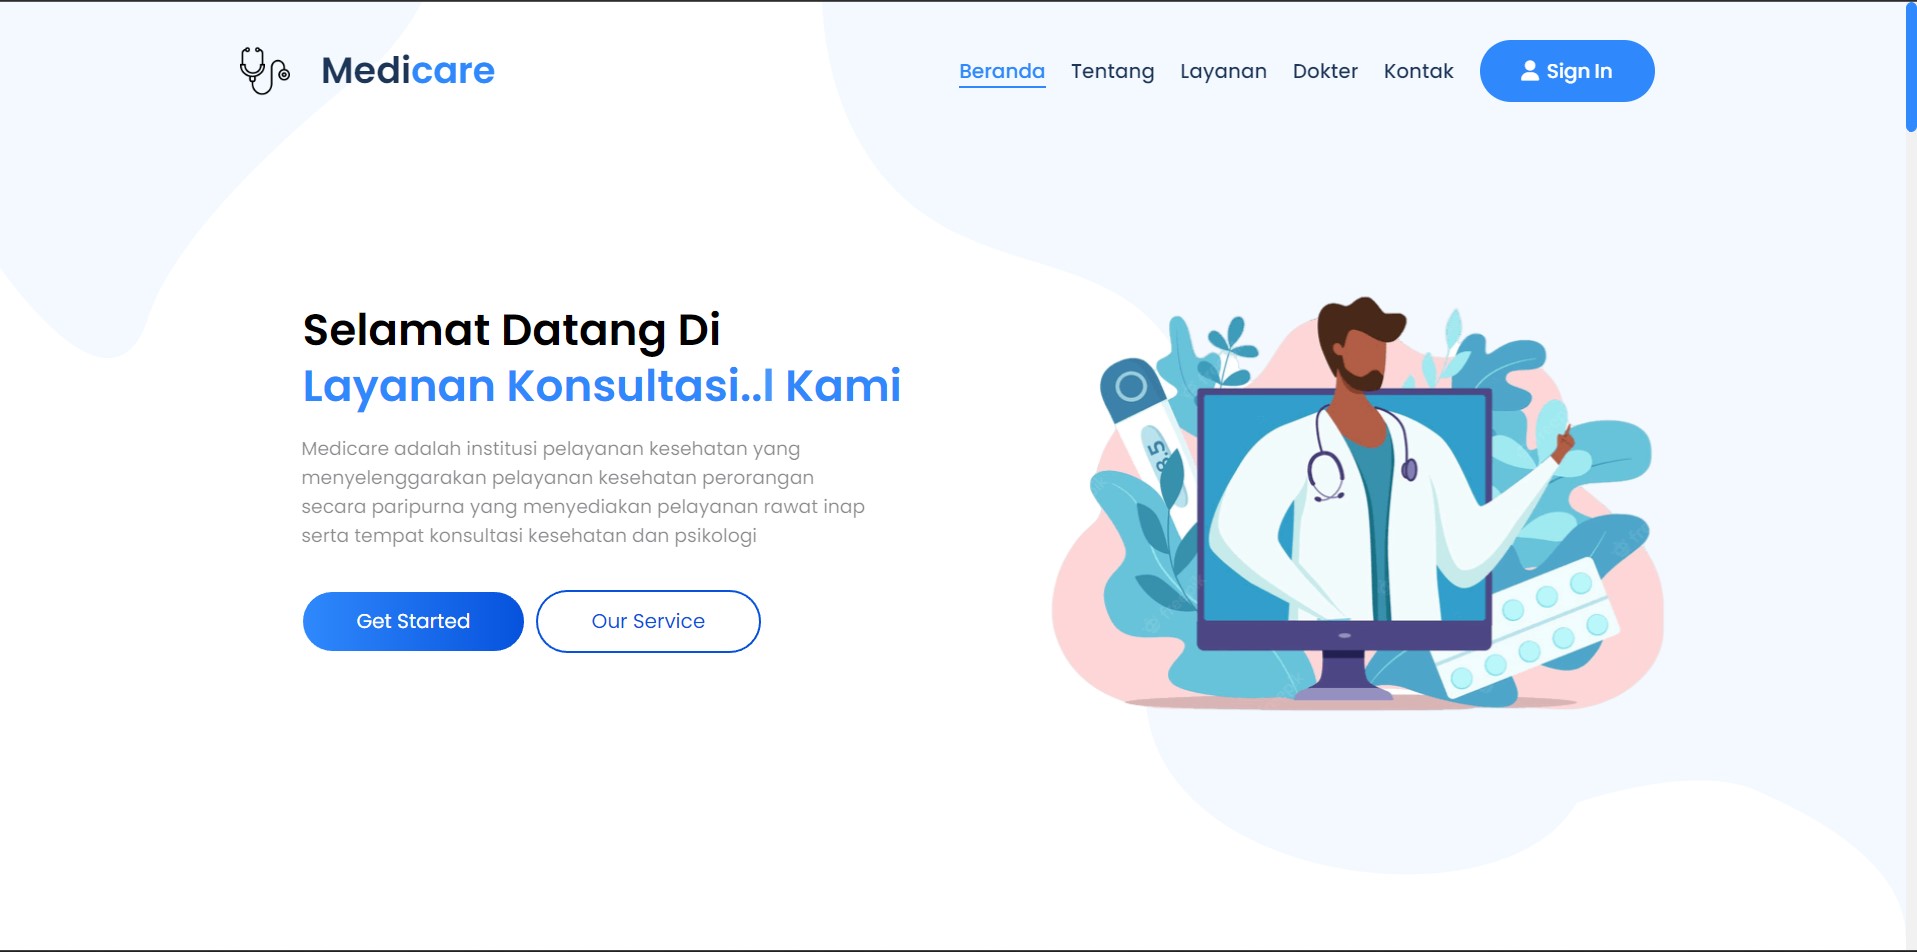 Medicare
Beranda Tentang Layanan Dokter Kontak Sign In
Selamat Datang Di
Layanan Konsultasi..l Kami
Medicare adalah institusi pelayanan kesehatan yang
menyelenggarakan pelayanan kesehatan perorangan
secara paripurna yang menyediakan pelayanan rawat inap
serta tempat konsultasi kesehatan dan psikologi
Get Started Our Service
8.5